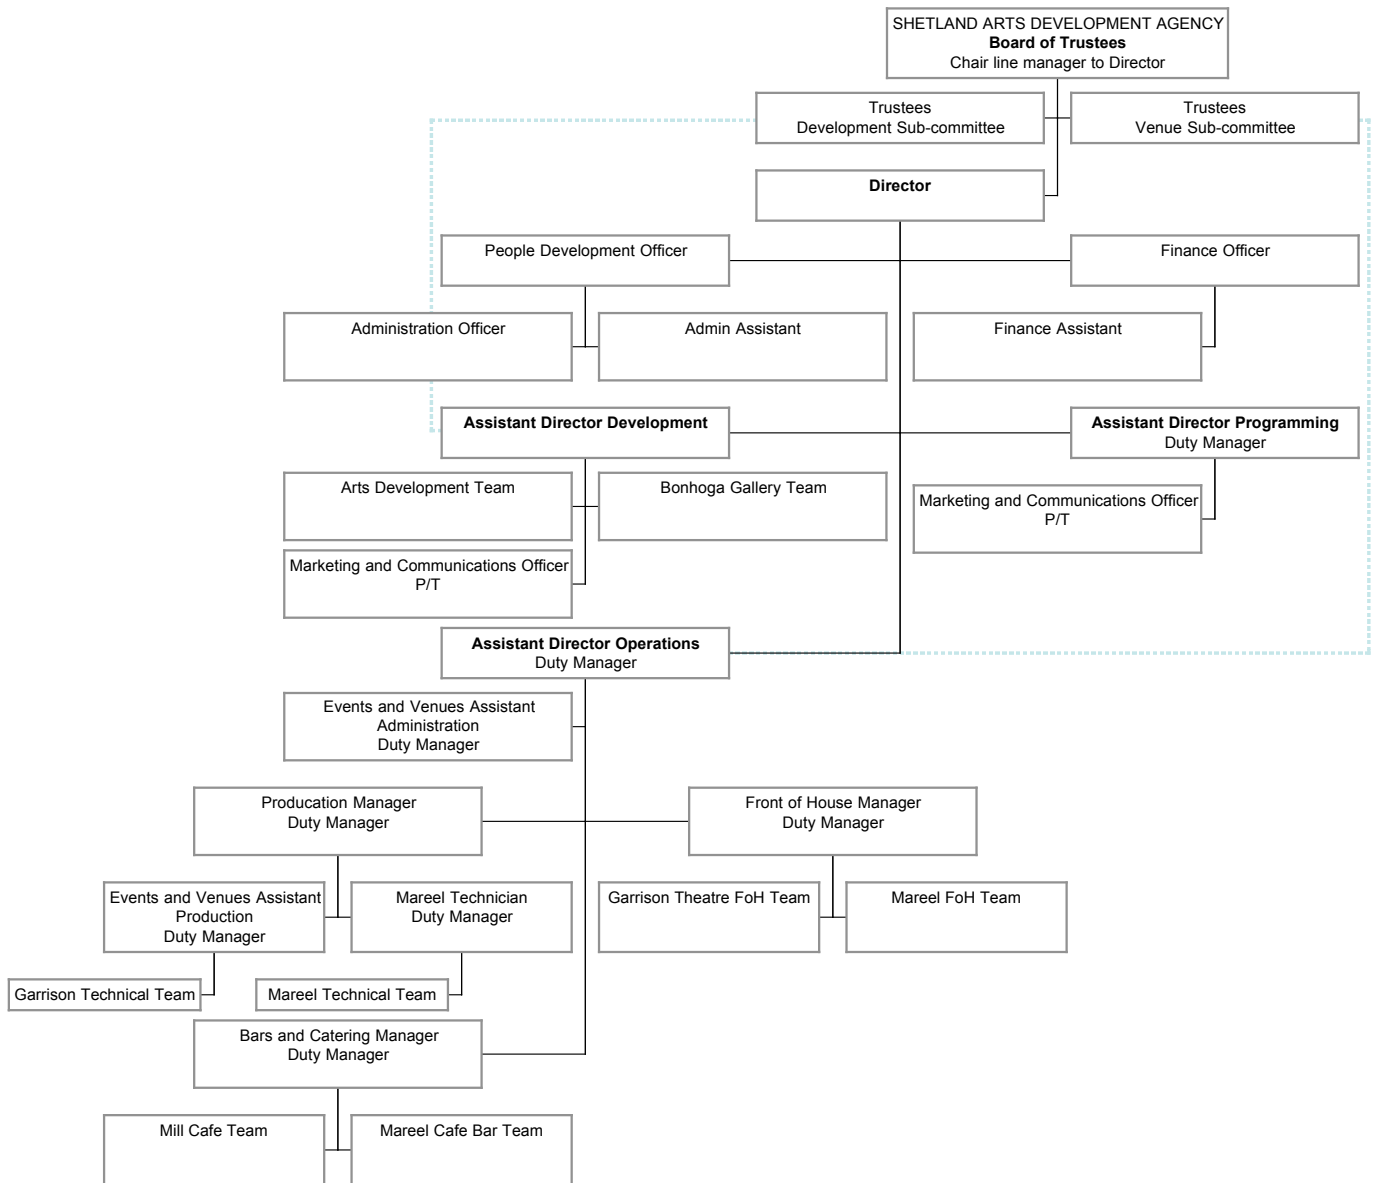 SHETLAND ARTS DEVELOPMENT AGENCY
Board of Trustees
Chair line manager to Director
Trustees
Development Sub-committee
Trustees
Venue Sub-committee
Director
People Development Officer
Finance Officer
Administration Officer
Admin Assistant
Finance Assistant
Assistant Director Development
Assistant Director Programming
Duty Manager
Arts Development Team
Bonhoga Gallery Team
Marketing and Communications Officer
P/T
Marketing and Communications Officer
P/T
Assistant Director Operations
Duty Manager
Events and Venues Assistant
Administration
Duty Manager
Producation Manager
Duty Manager
Front of House Manager
Duty Manager
Events and Venues Assistant
Production
Duty Manager
Mareel Technician
Duty Manager
Garrison Theatre FoH Team
Mareel FoH Team
Garrison Technical Team
Mareel Technical Team
Bars and Catering Manager
Duty Manager
Mill Cafe Team
Mareel Cafe Bar Team